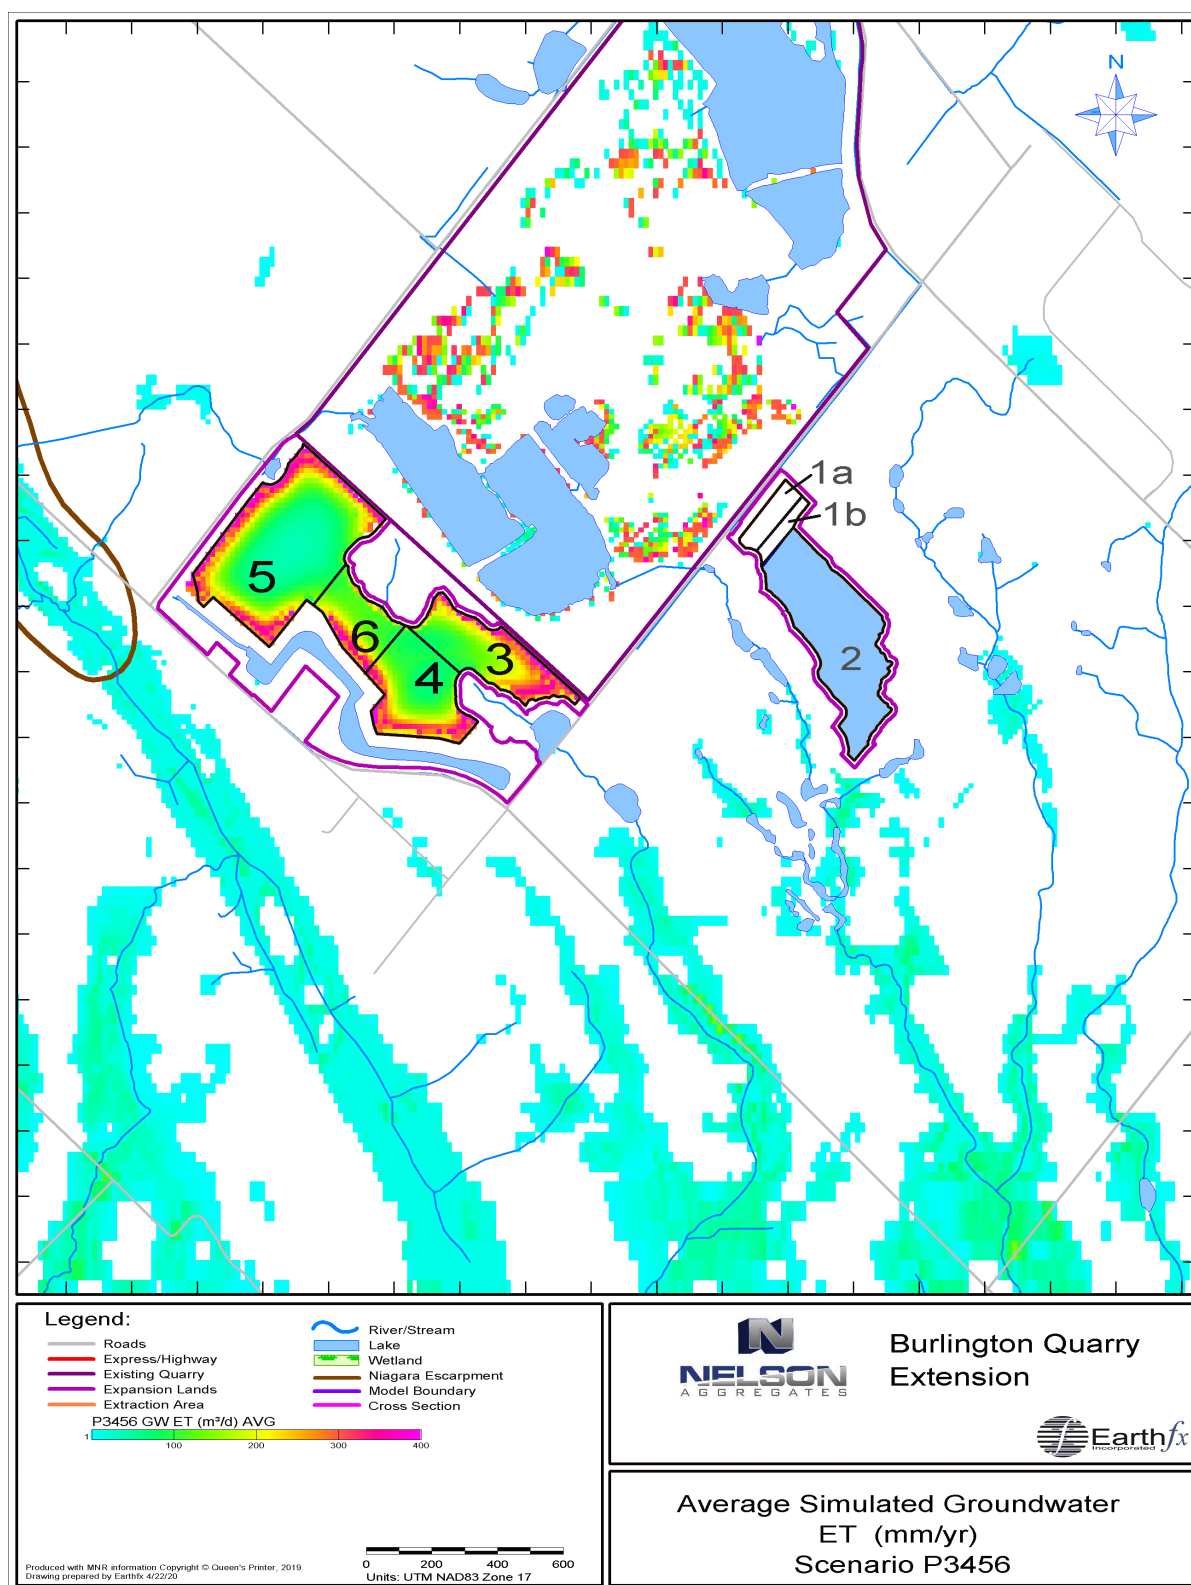 N
1a
1b
5
6
3
4
2
Legend:
Roads
Express/Highway
Existing Quarry
Expansion Lands
Extraction Area
River/Stream
Lake
Wetland
Niagara Escarpment
Model Boundary
Cross Section
P3456 GW ET (m³/d) AVG
1 100 200 300 400
0 200 400 600
Units: UTM NAD83 Zone 17
Produced with MNR information Copyright © Queen's Printer, 2019.
Drawing prepared by Earthfx 4/22/20
N
NELSON
AGGREGATES
Burlington Quarry
Extension
Earthfx
Incorporated
Average Simulated Groundwater
ET (mm/yr)
Scenario P3456